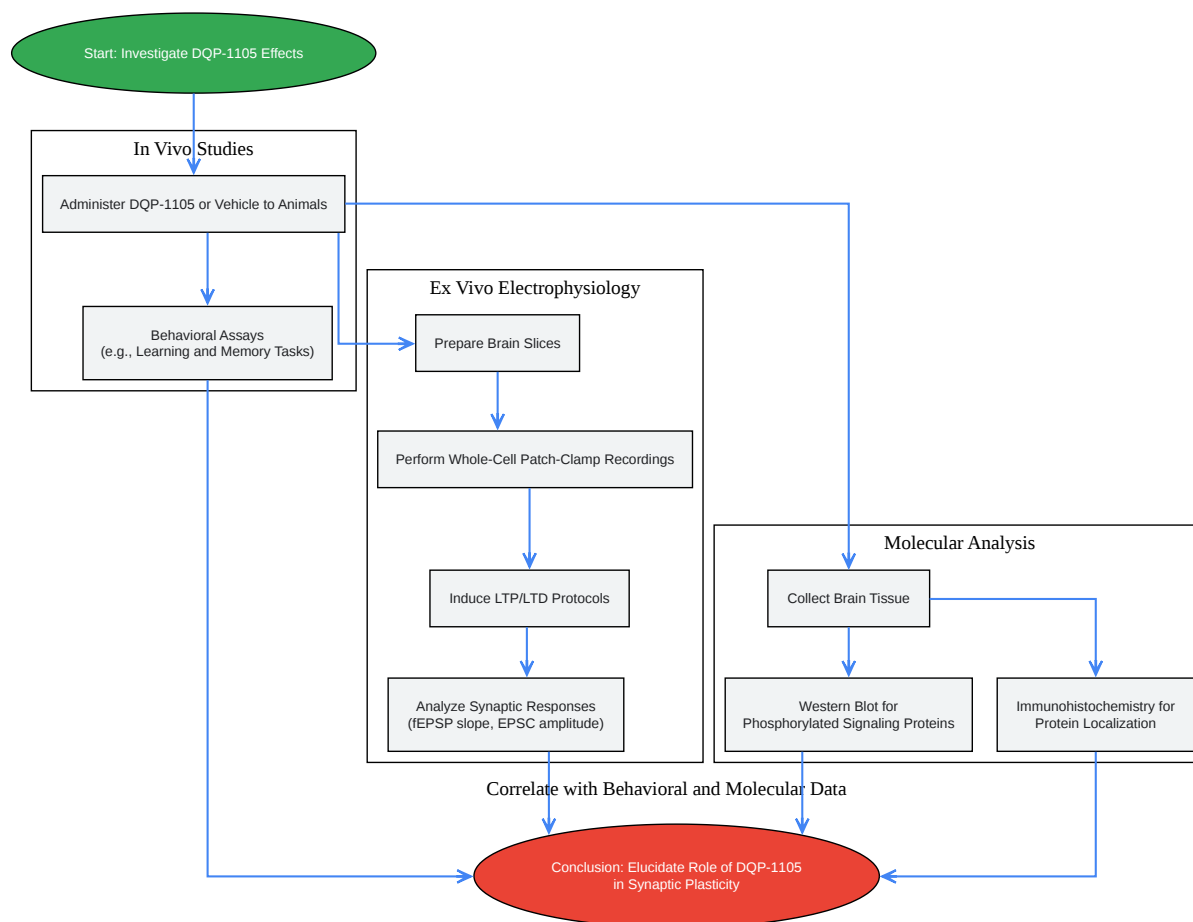 Start: Investigate DQP-1105 Effects
In Vivo Studies
Administer DQP-1105 or Vehicle to Animals
Behavioral Assays
(e.g., Learning and Memory Tasks)
Ex Vivo Electrophysiology
Prepare Brain Slices
Perform Whole-Cell Patch-Clamp Recordings
Induce LTP/LTD Protocols
Analyze Synaptic Responses
(fEPSP slope, EPSC amplitude)
Molecular Analysis
Collect Brain Tissue
Western Blot for
Phosphorylated Signaling Proteins
Immunohistochemistry for
Protein Localization
Correlate with Behavioral and Molecular Data
Conclusion: Elucidate Role of DQP-1105
in Synaptic Plasticity